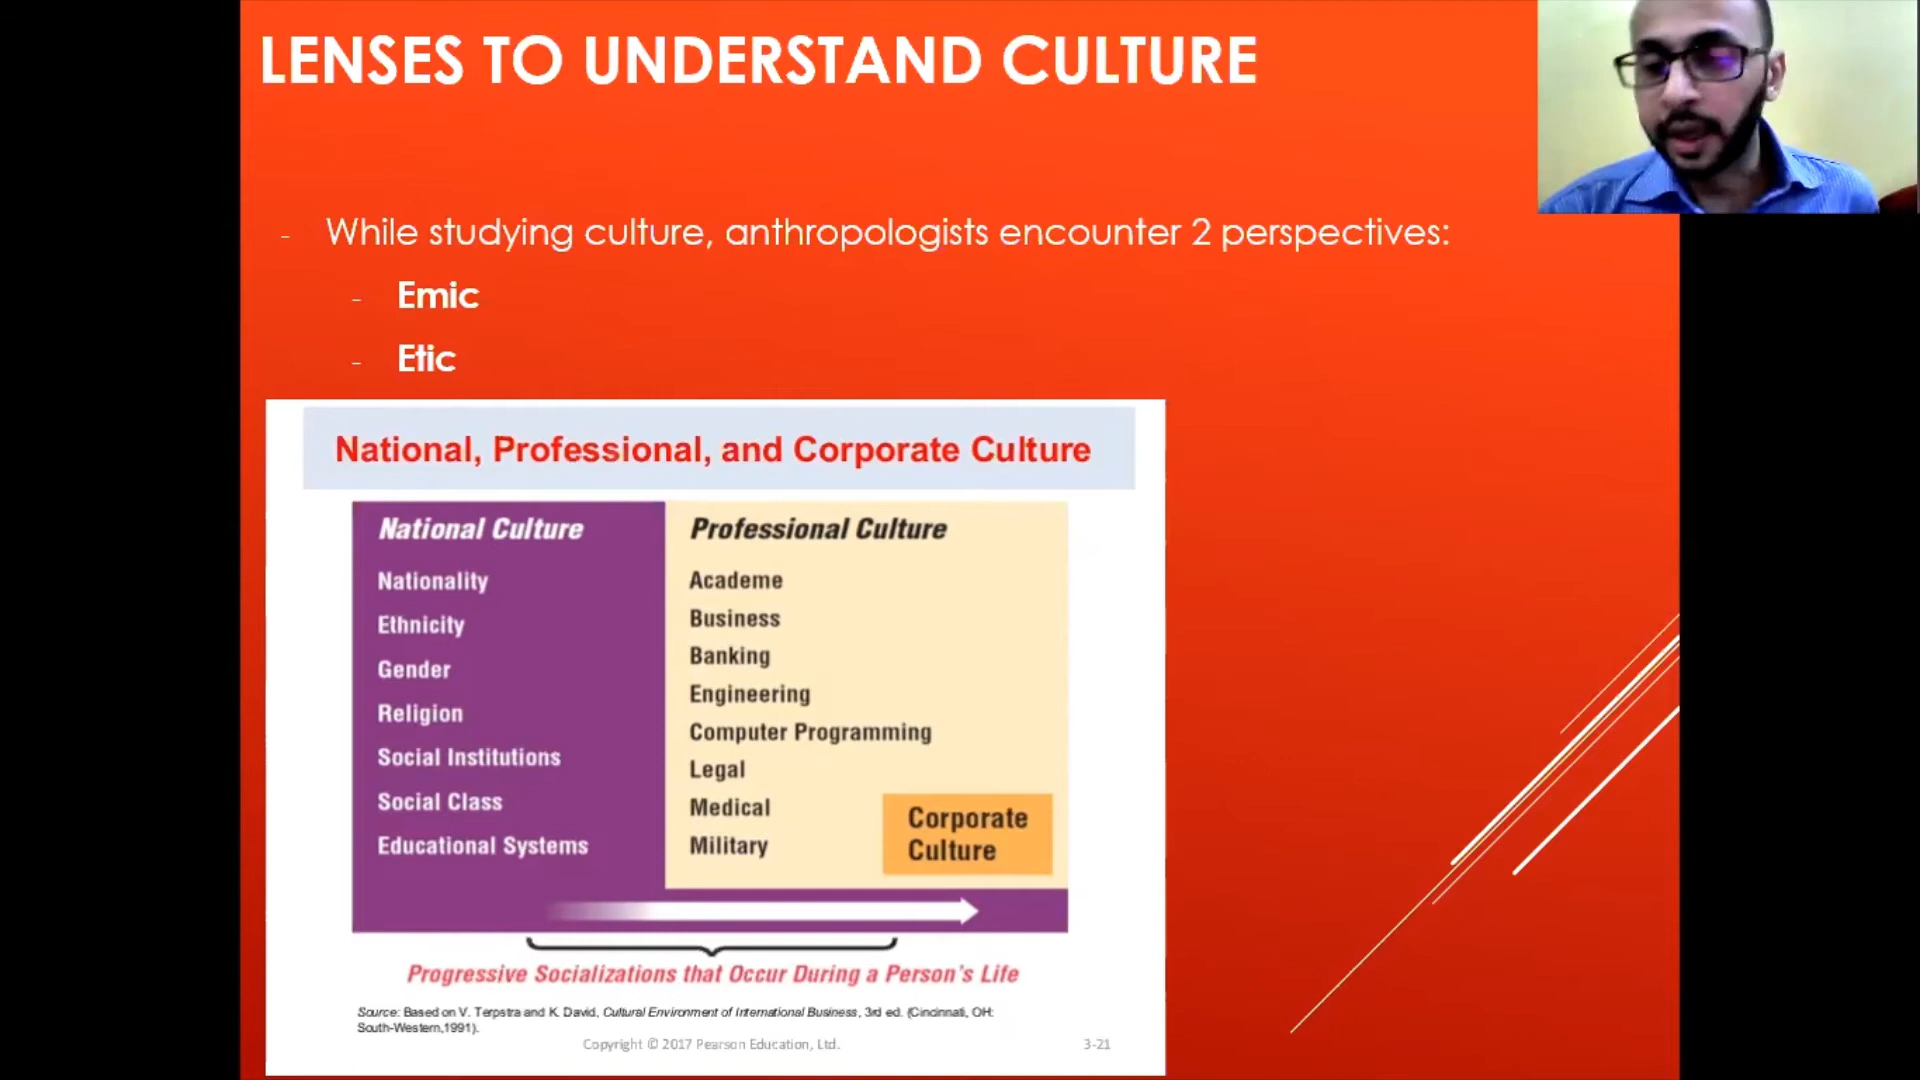 LENSES TO UNDERSTAND CULTURE
- While studying culture, anthropologists encounter 2 perspectives:
- Emic
- Etic
National, Professional, and Corporate Culture
National Culture
Nationality
Ethnicity
Gender
Religion
Social Institutions
Social Class
Educational Systems
Professional Culture
Academe
Business
Banking
Engineering
Computer Programming
Legal
Medical
Military
Corporate
Culture
Progressive Socializations that Occur During a Person's Life
Source: Based on V. Terpstra and K. David, Cultural Environment of International Business, 3rd ed. (Cincinnati, OH:
South-Western,1991).
Copyright © 2017 Pearson Education, Ltd.
3-21